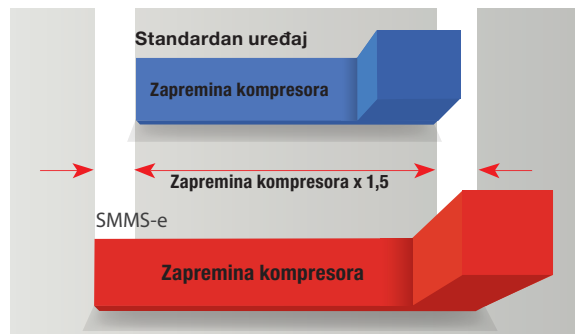 Standardan uređaj
Zapremina kompresora
Zapremina kompresora x 1,5
SMMS-e
Zapremina kompresora